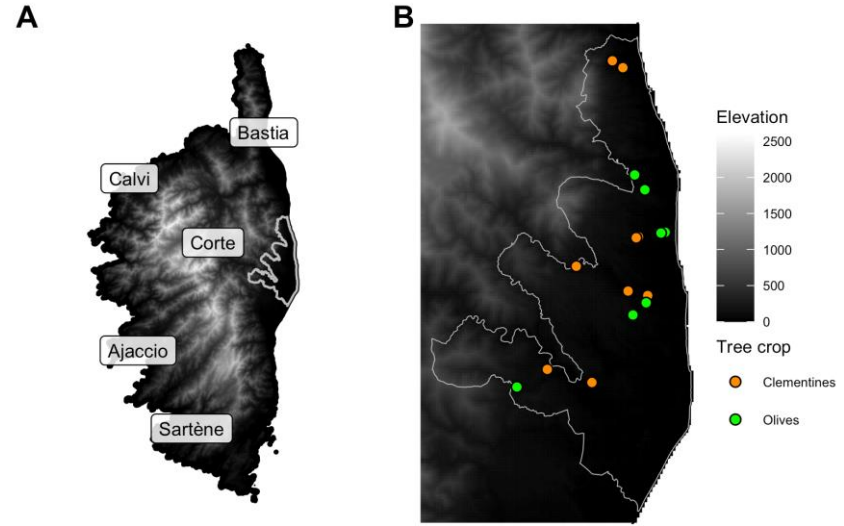 A
Bastia
Calvi
Corte
Ajaccio
Sartène
B
Elevation
2500
2000
1500
1000
500
0
Tree crop
Clementines
Olives